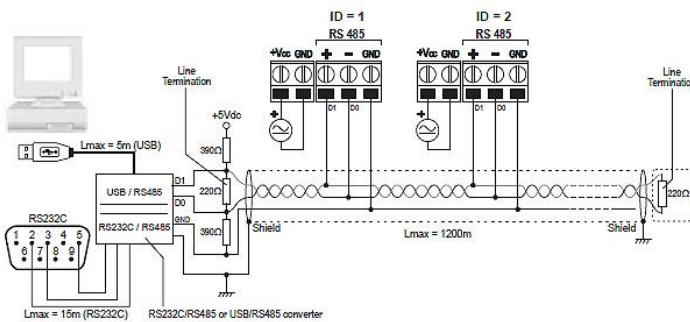 ID = 1
RS 485
+Vcc GND + − GND
D1 D0
ID = 2
RS 485
+Vcc GND + − GND
D1 D0
Line
Termination
+5Vdc
390Ω
220Ω
390Ω
Line
220Ω
Lmax = 5m (USB)
USB / RS485
RS232C / RS485
D1
D0
GND
RS232C
1 2 3 4 5
6 7 8 9
Shield
Lmax = 1200m
Shield
Lmax = 15m (RS232C)
RS232C/RS485 or USB/RS485 converter